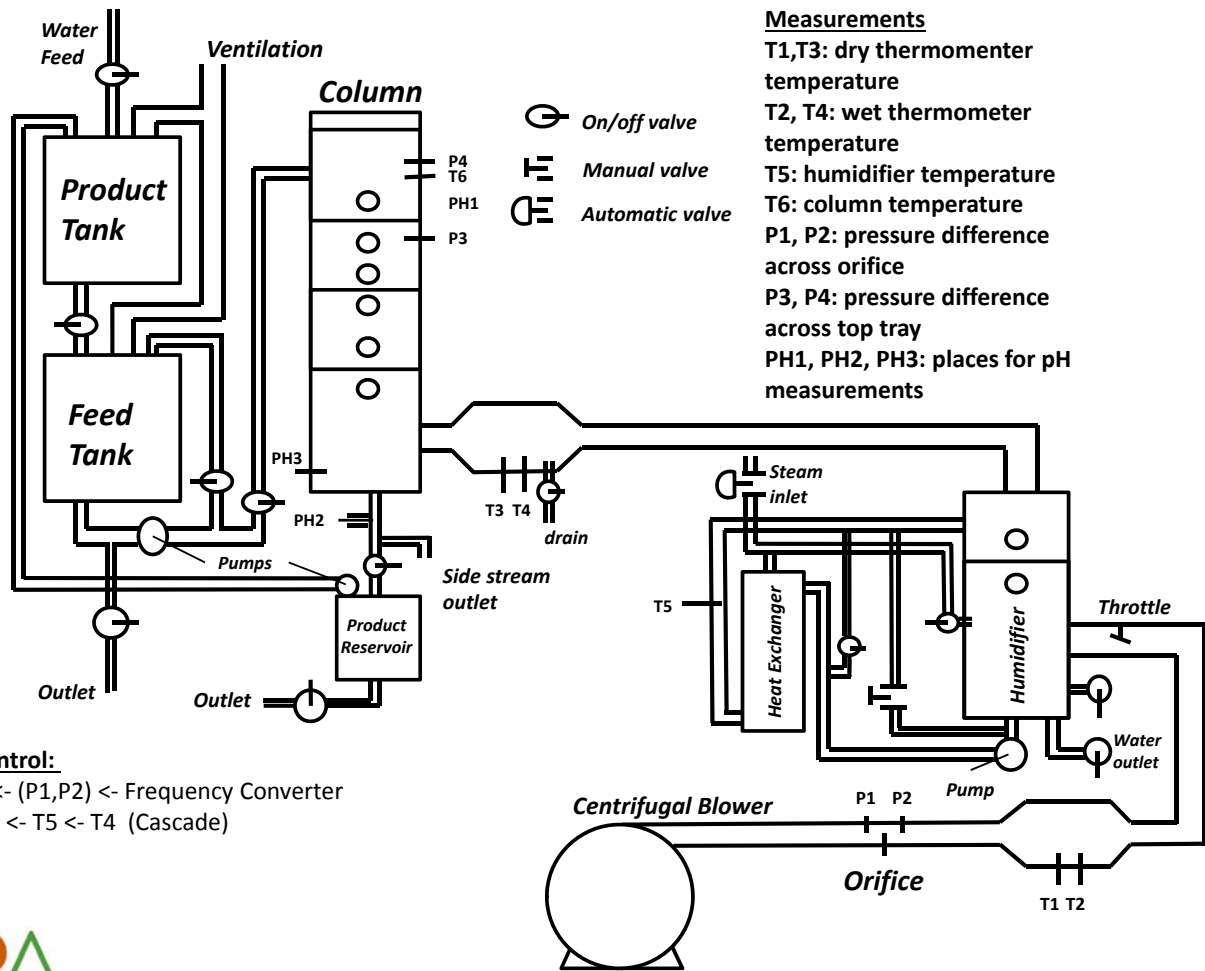 Water
Feed
Ventilation
Column
Product
Tank
Feed
Tank
P4
T6
PH1
P3
PH3
PH2
T3 T4
drain
Pumps
Side stream
outlet
Product
Reservoir
Outlet
Outlet
On/off valve
Manual valve
Automatic valve
Measurements
T1,T3: dry thermomenter
temperature
T2, T4: wet thermometer
temperature
T5: humidifier temperature
T6: column temperature
P1, P2: pressure difference
across orifice
P3, P4: pressure difference
across top tray
PH1, PH2, PH3: places for pH
measurements
Steam
inlet
T5
Heat Exchanger
Humidifier
Throttle
Water
outlet
Pump
Centrifugal Blower
P1 P2
Orifice
T1 T2
ntrol:
<- (P1,P2) <- Frequency Converter
<- T5 <- T4 (Cascade)